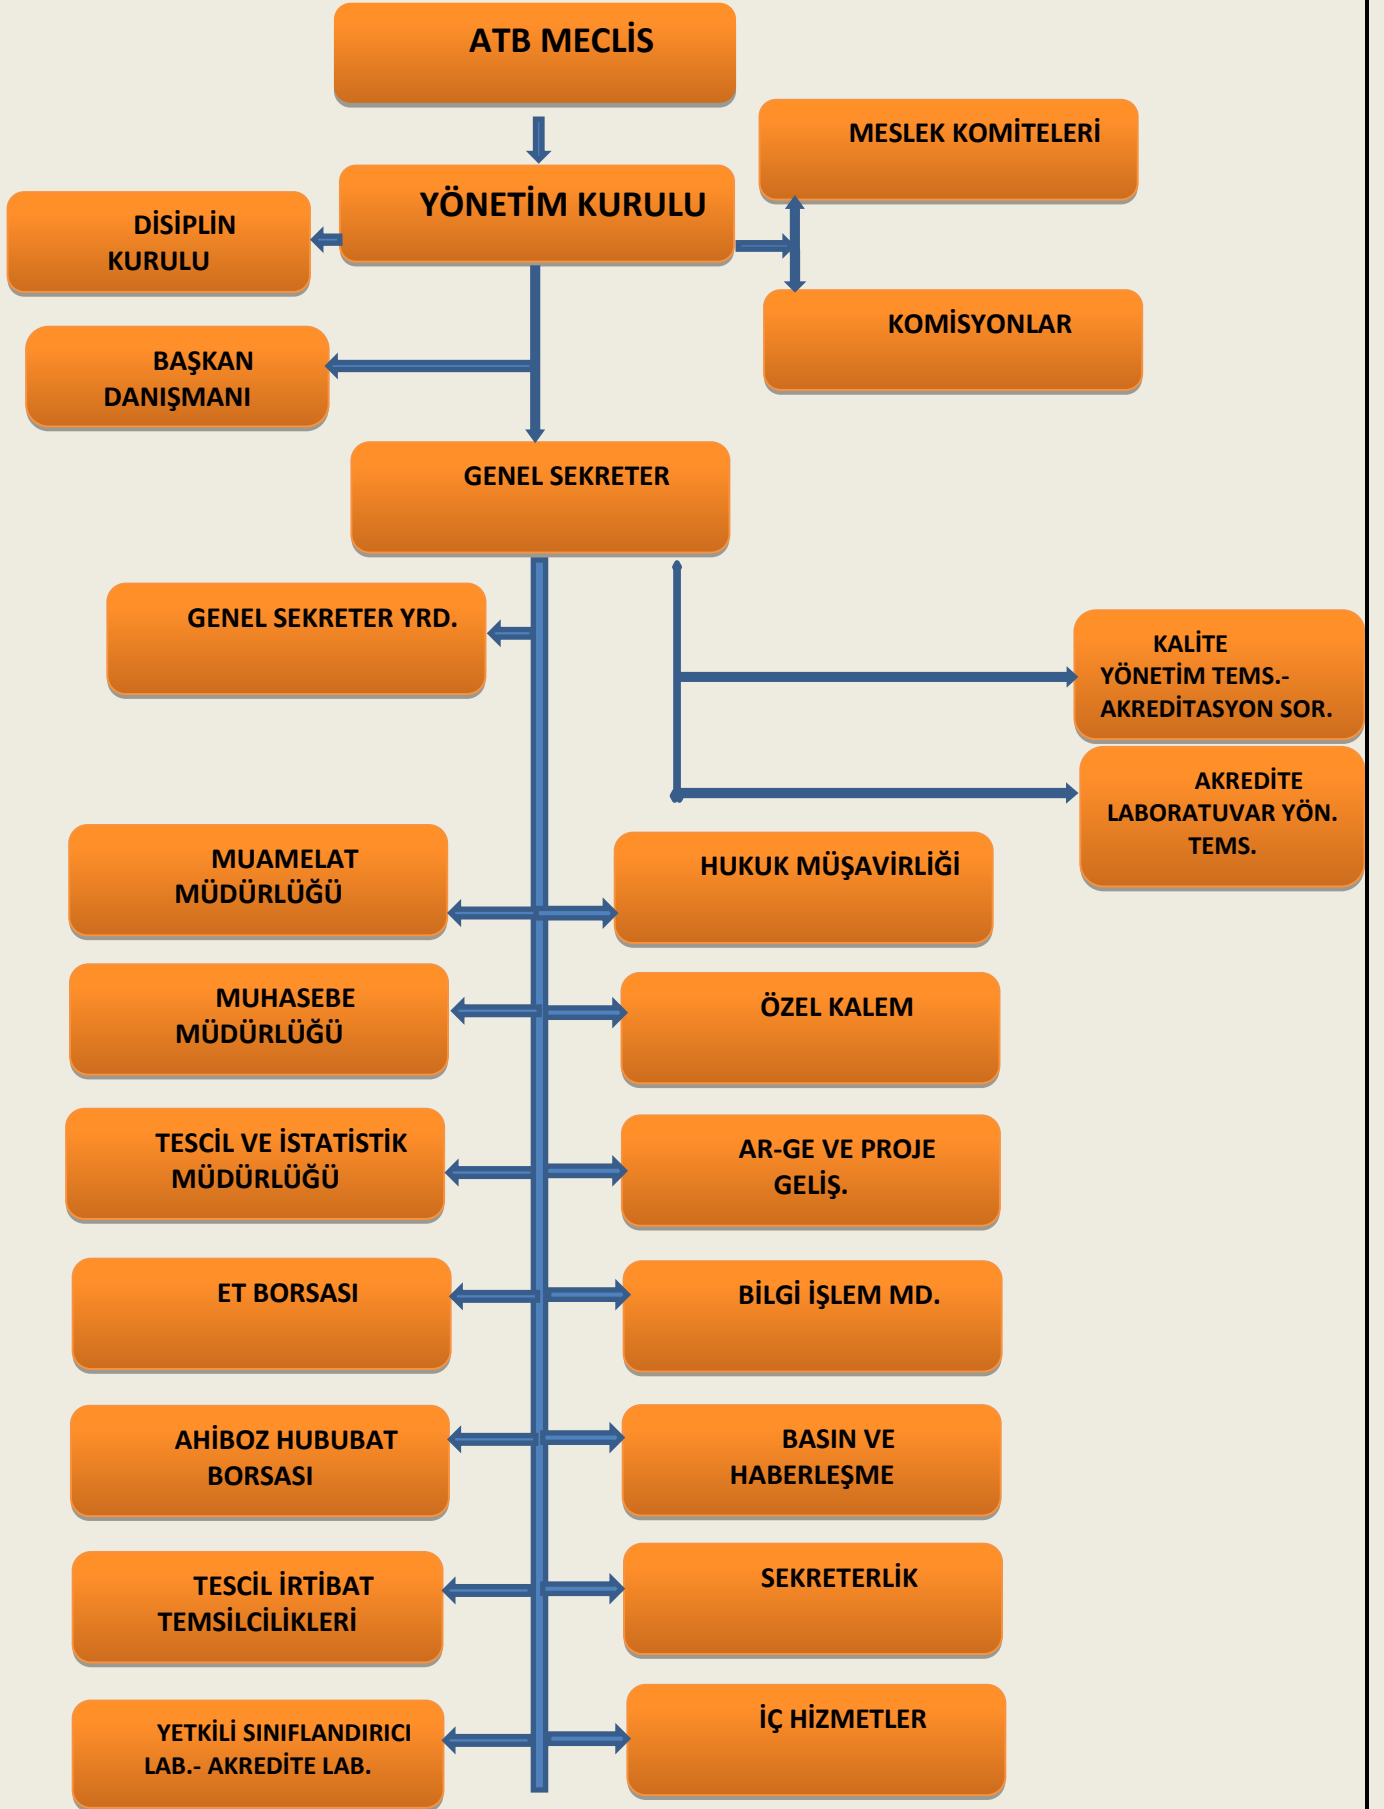 ATB MECLİS
MESLEK KOMİTELERİ
YÖNETİM KURULU
DİSİPLİN
KURULU
KOMİSYONLAR
BAŞKAN
DANIŞMANI
GENEL SEKRETER
GENEL SEKRETER YRD.
KALİTE
YÖNETİM TEMS.-
AKREDİTASYON SOR.
AKREDİTE
LABORATUVAR YÖN.
TEMS.
MUAMELAT
MÜDÜRLÜĞÜ
HUKUK MÜŞAVİRLİĞİ
MUHASEBE
MÜDÜRLÜĞÜ
ÖZEL KALEM
TESCİL VE İSTATİSTİK
MÜDÜRLÜĞÜ
AR-GE VE PROJE
GELİŞ.
ET BORSASI
BİLGİ İŞLEM MD.
AHİBOZ HUBUBAT
BORSASI
BASIN VE
HABERLEŞME
TESCİL İRTİBAT
TEMSİLCİLİKLERİ
SEKRETERLİK
YETKİLİ SINIFLANDIRICI
LAB.- AKREDİTE LAB.
İÇ HİZMETLER